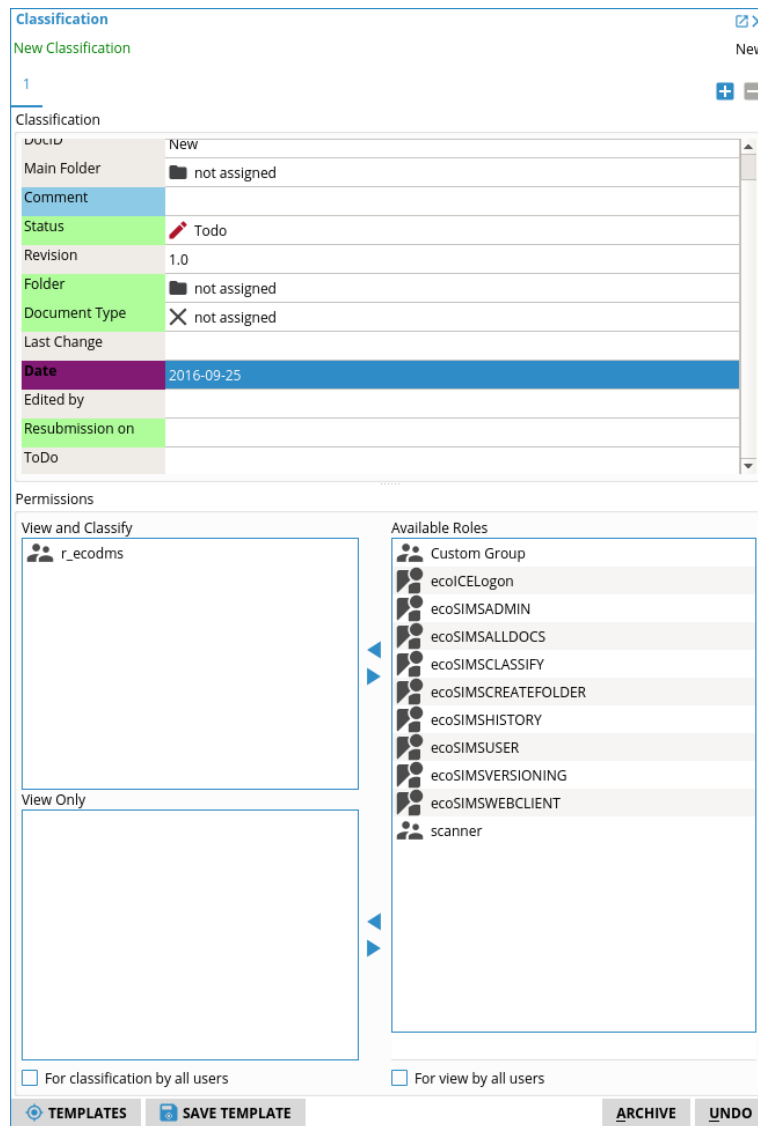 Classification
New Classification
New
1
Classification
DocID New
Main Folder not assigned
Comment
Status Todo
Revision 1.0
Folder not assigned
Document Type not assigned
Last Change
Date 2016-09-25
Edited by
Resubmission on
ToDo
Permissions
View and Classify
r_ecodms
Available Roles
Custom Group
ecoICELogon
ecoSIMSADMIN
ecoSIMSALLDOCS
ecoSIMSCLASSIFY
ecoSIMSCREATEFOLDER
ecoSIMSHISTORY
ecoSIMSUSER
ecoSIMSVERSIONING
ecoSIMSWEBCLIENT
scanner
View Only
For classification by all users
For view by all users
TEMPLATES
SAVE TEMPLATE
ARCHIVE
UNDO